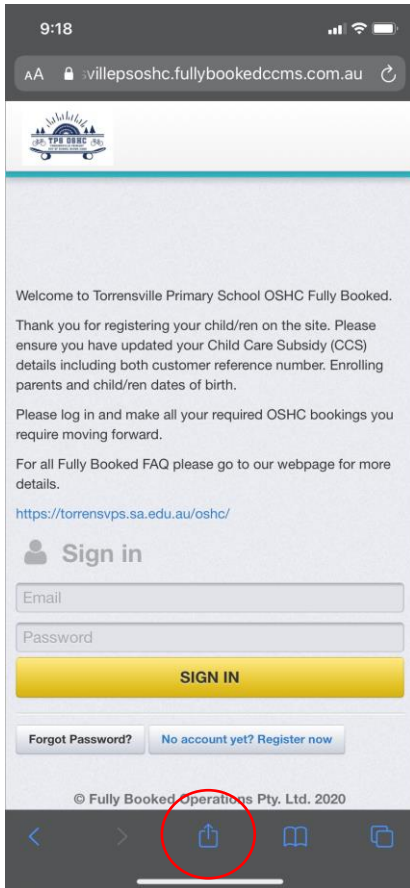 9:18
AA svillepsoshc.fullybookedccms.com.au
TPS OSHC
Welcome to Torrensville Primary School OSHC Fully Booked.
Thank you for registering your child/ren on the site. Please
ensure you have updated your Child Care Subsidy (CCS)
details including both customer reference number. Enrolling
parents and child/ren dates of birth.
Please log in and make all your required OSHC bookings you
require moving forward.
For all Fully Booked FAQ please go to our webpage for more
details.
https://torrensvps.sa.edu.au/oshc/
Sign in
Email
Password
SIGN IN
Forgot Password? No account yet? Register now
© Fully Booked Operations Pty. Ltd. 2020